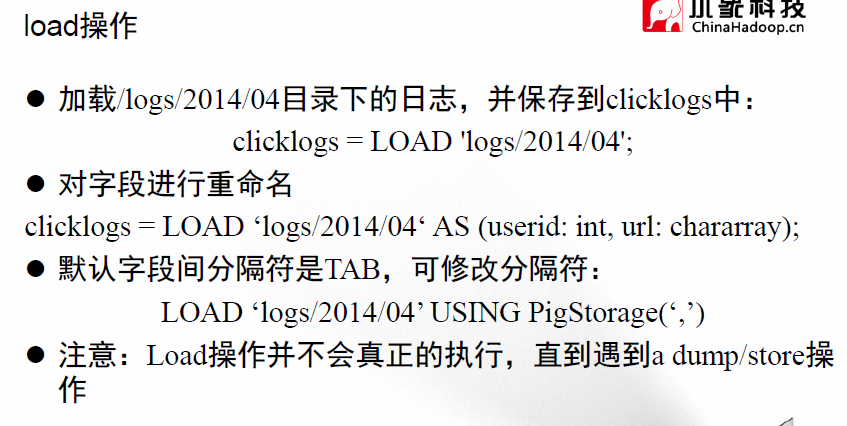 load操作
小象科技
ChinaHadoop.cn
● 加载/logs/2014/04目录下的日志，并保存到clicklogs中：
clicklogs = LOAD 'logs/2014/04';
● 对字段进行重命名
clicklogs = LOAD ‘logs/2014/04‘ AS (userid: int, url: chararray);
● 默认字段间分隔符是TAB，可修改分隔符：
LOAD ‘logs/2014/04’ USING PigStorage(‘,’)
● 注意：Load操作并不会真正的执行，直到遇到a dump/store操
作